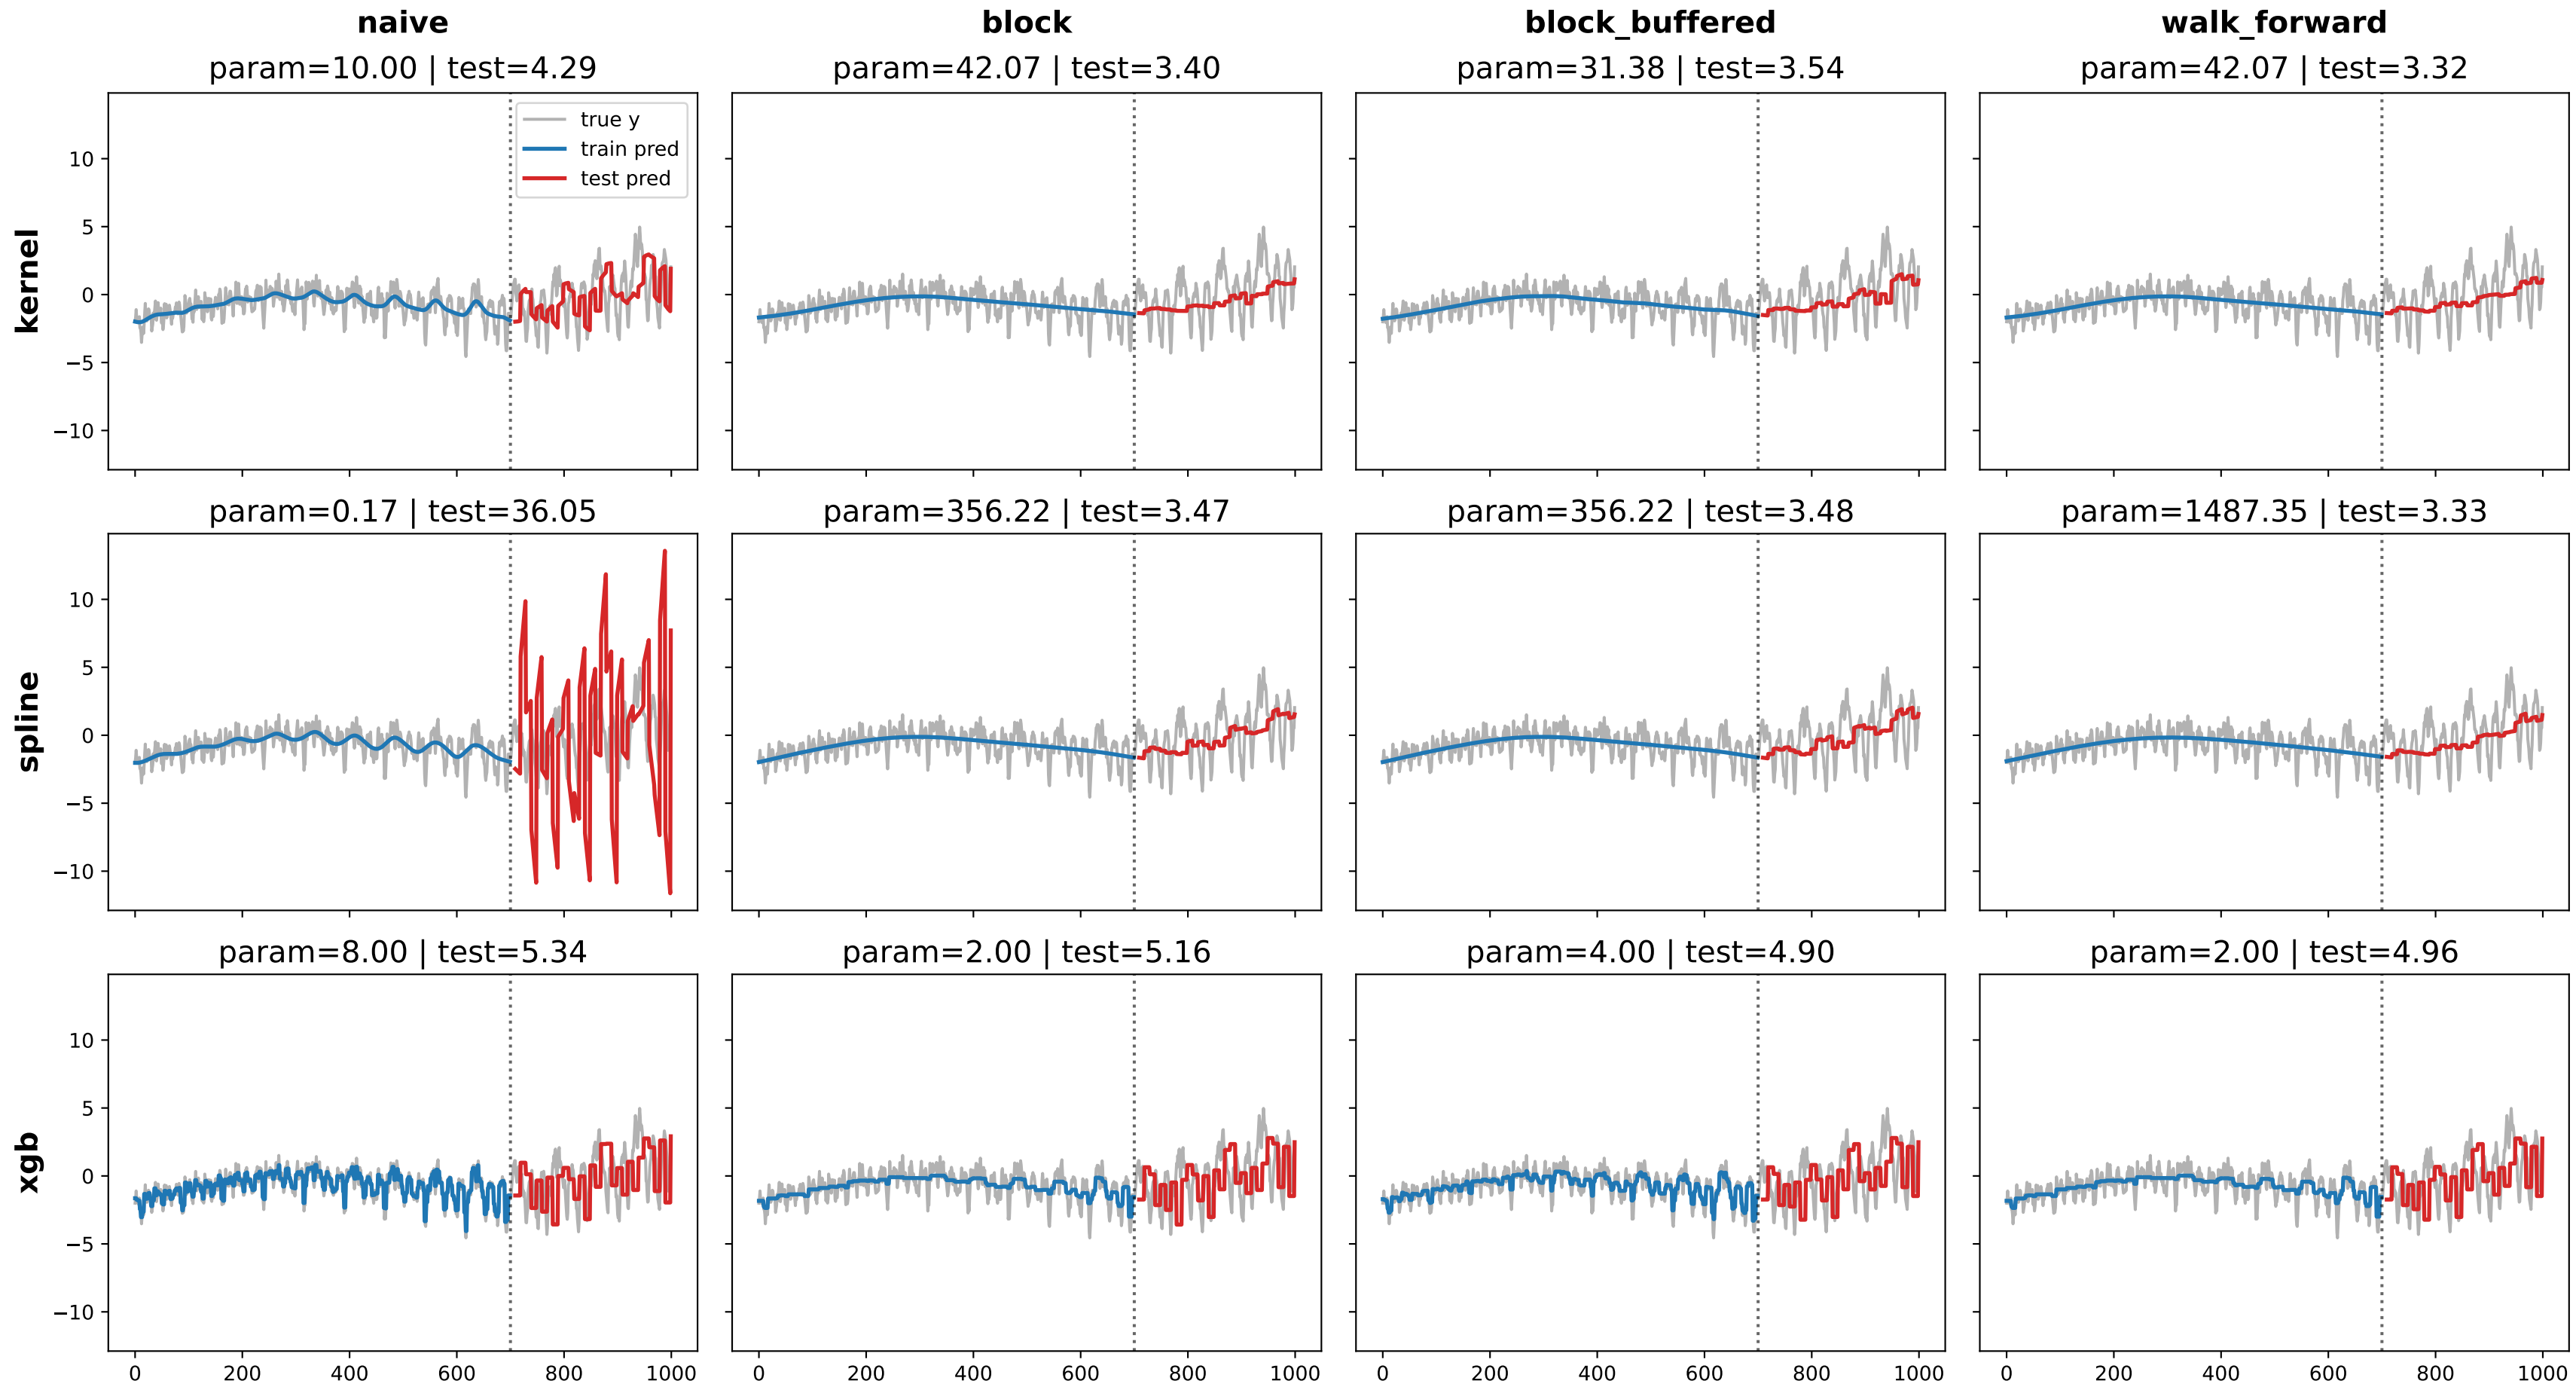 naive block block_buffered walk_forward
param=10.00 | test=4.29 param=42.07 | test=3.40 param=31.38 | test=3.54 param=42.07 | test=3.32
true y
train pred
test pred
10
5
0
−5
−10
kernel
param=0.17 | test=36.05 param=356.22 | test=3.47 param=356.22 | test=3.48 param=1487.35 | test=3.33
10
5
0
−5
−10
spline
param=8.00 | test=5.34 param=2.00 | test=5.16 param=4.00 | test=4.90 param=2.00 | test=4.96
10
5
0
−5
−10
xgb
0 200 400 600 800 1000 0 200 400 600 800 1000 0 200 400 600 800 1000 0 200 400 600 800 1000